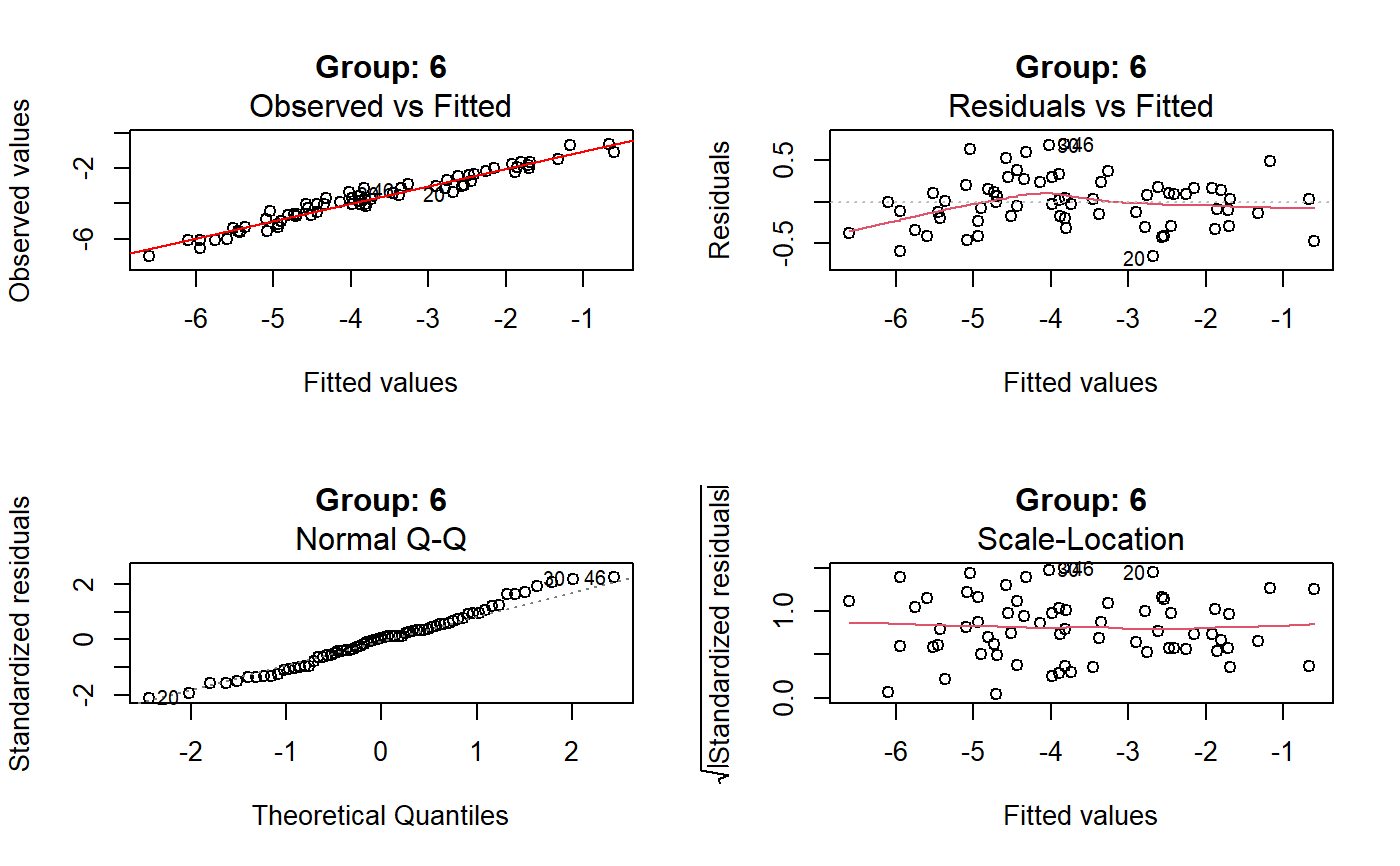 Group: 6
Observed vs Fitted
Observed values
-2
-6
30
46
20
-6 -5 -4 -3 -2 -1
Fitted values
Group: 6
Residuals vs Fitted
Residuals
0.5
-0.5
30
46
20
-6 -5 -4 -3 -2 -1
Fitted values
Group: 6
Normal Q-Q
Standardized residuals
2
0
-2
30
46
20
-2 -1 0 1 2
Theoretical Quantiles
Group: 6
Scale-Location
√|Standardized residuals|
1.0
0.0
30
46
20
-6 -5 -4 -3 -2 -1
Fitted values